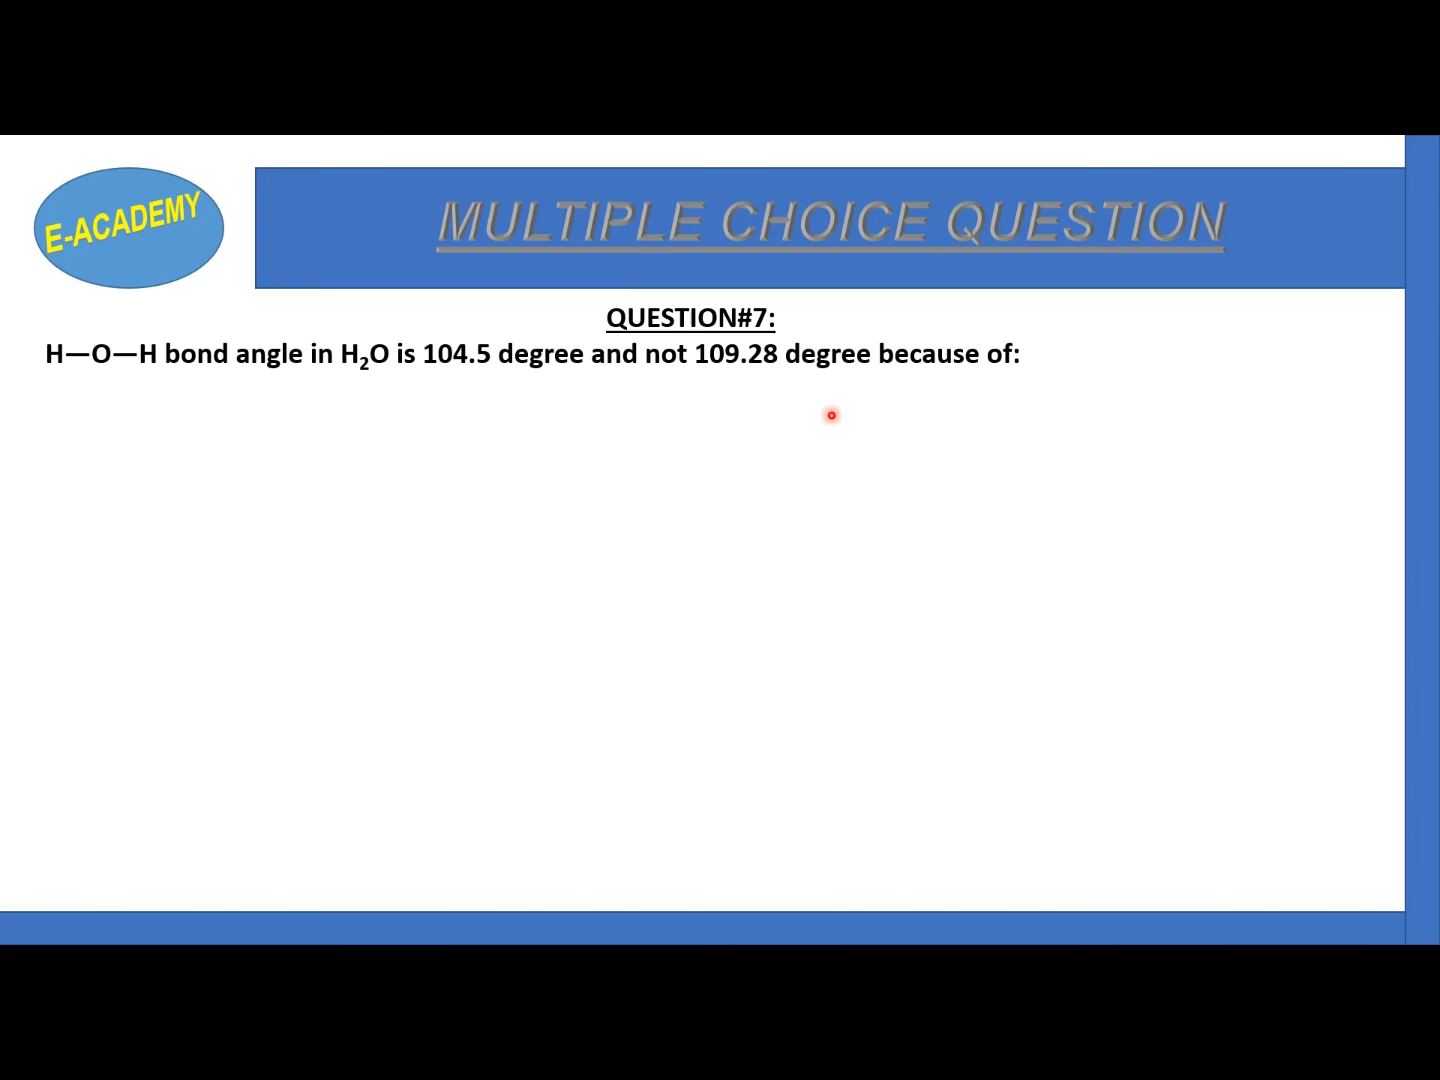 E-ACADEMY
MULTIPLE CHOICE QUESTION
QUESTION#7:
H—O—H bond angle in H₂O is 104.5 degree and not 109.28 degree because of: